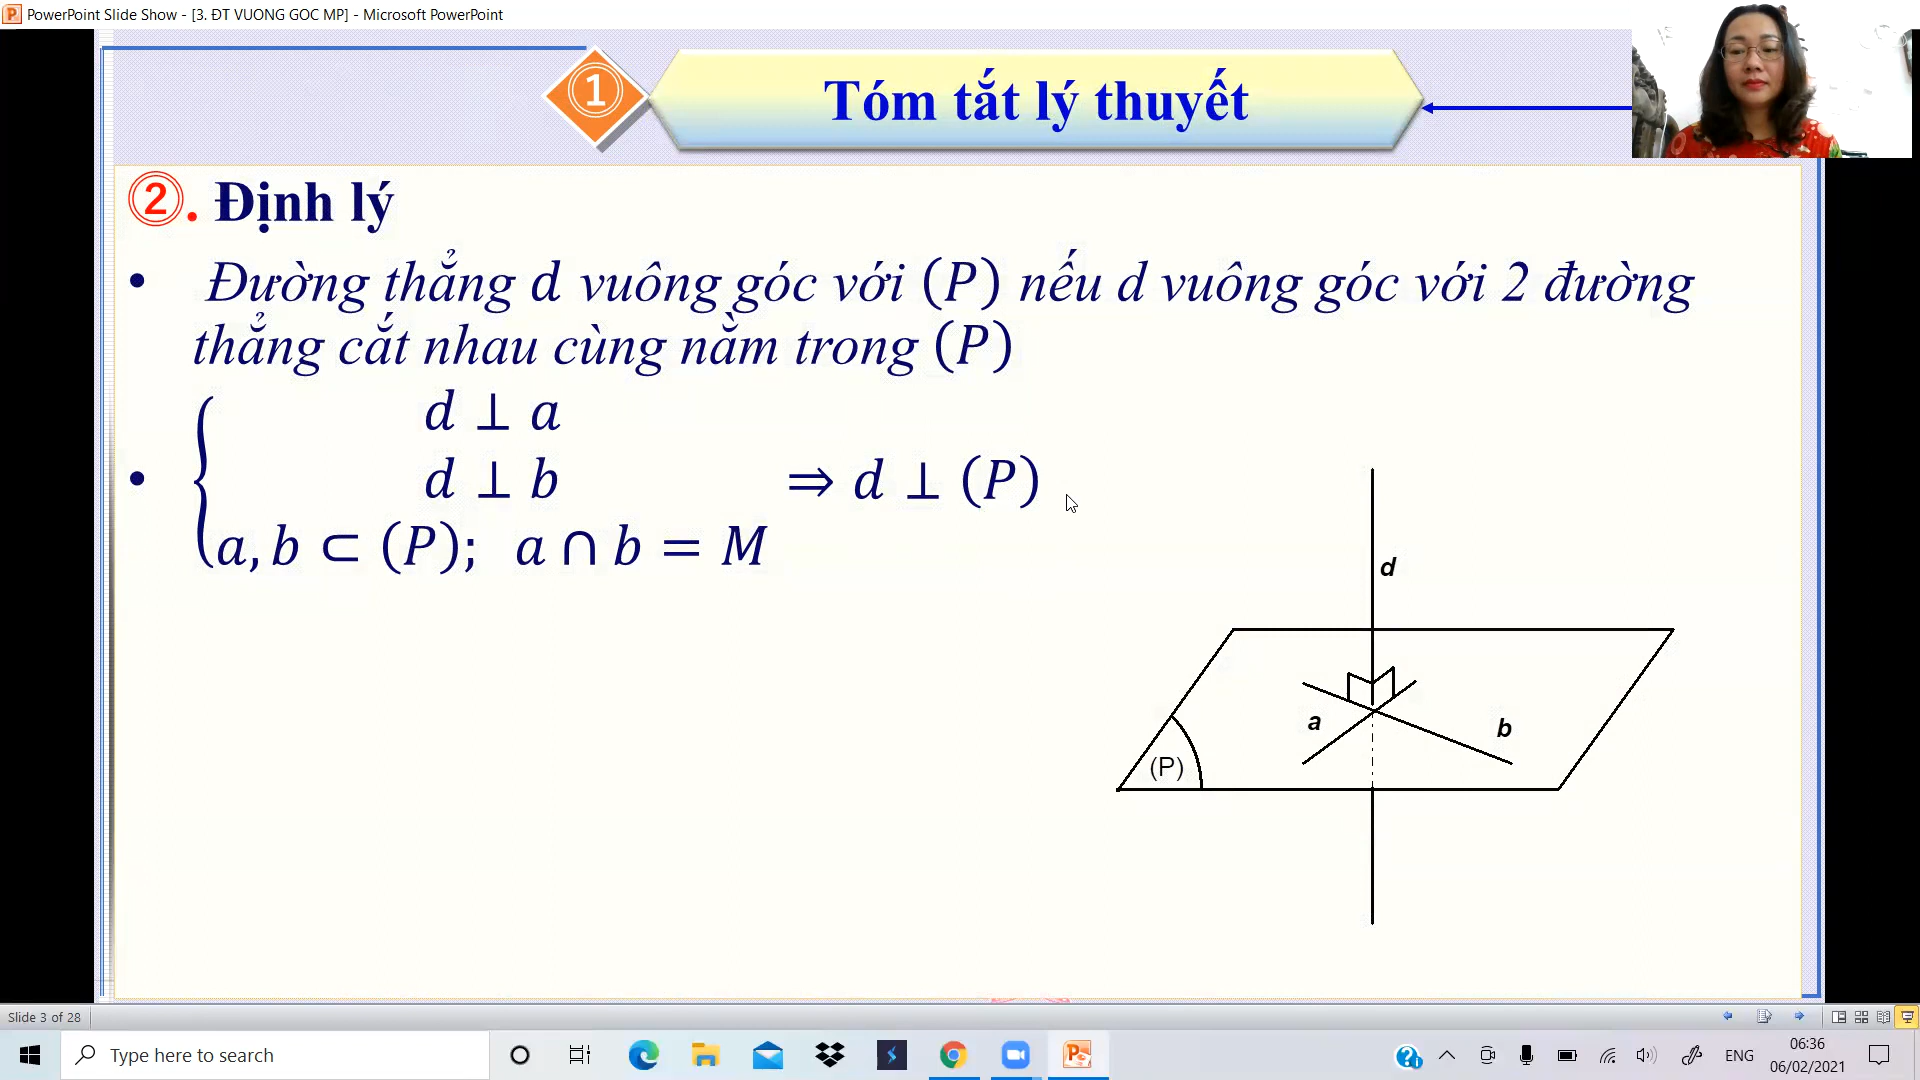 PowerPoint Slide Show - [3. ĐT VUONG GOC MP] - Microsoft PowerPoint
1
Tóm tắt lý thuyết
②. Định lý
• Đường thẳng d vuông góc với (P) nếu d vuông góc với 2 đường
thẳng cắt nhau cùng nằm trong (P)
d ⊥ a
• d ⊥ b ⇒ d ⊥ (P)
a, b ⊂ (P); a ∩ b = M
d
a
b
(P)
Slide 3 of 28
Type here to search
ENG
06:36
06/02/2021